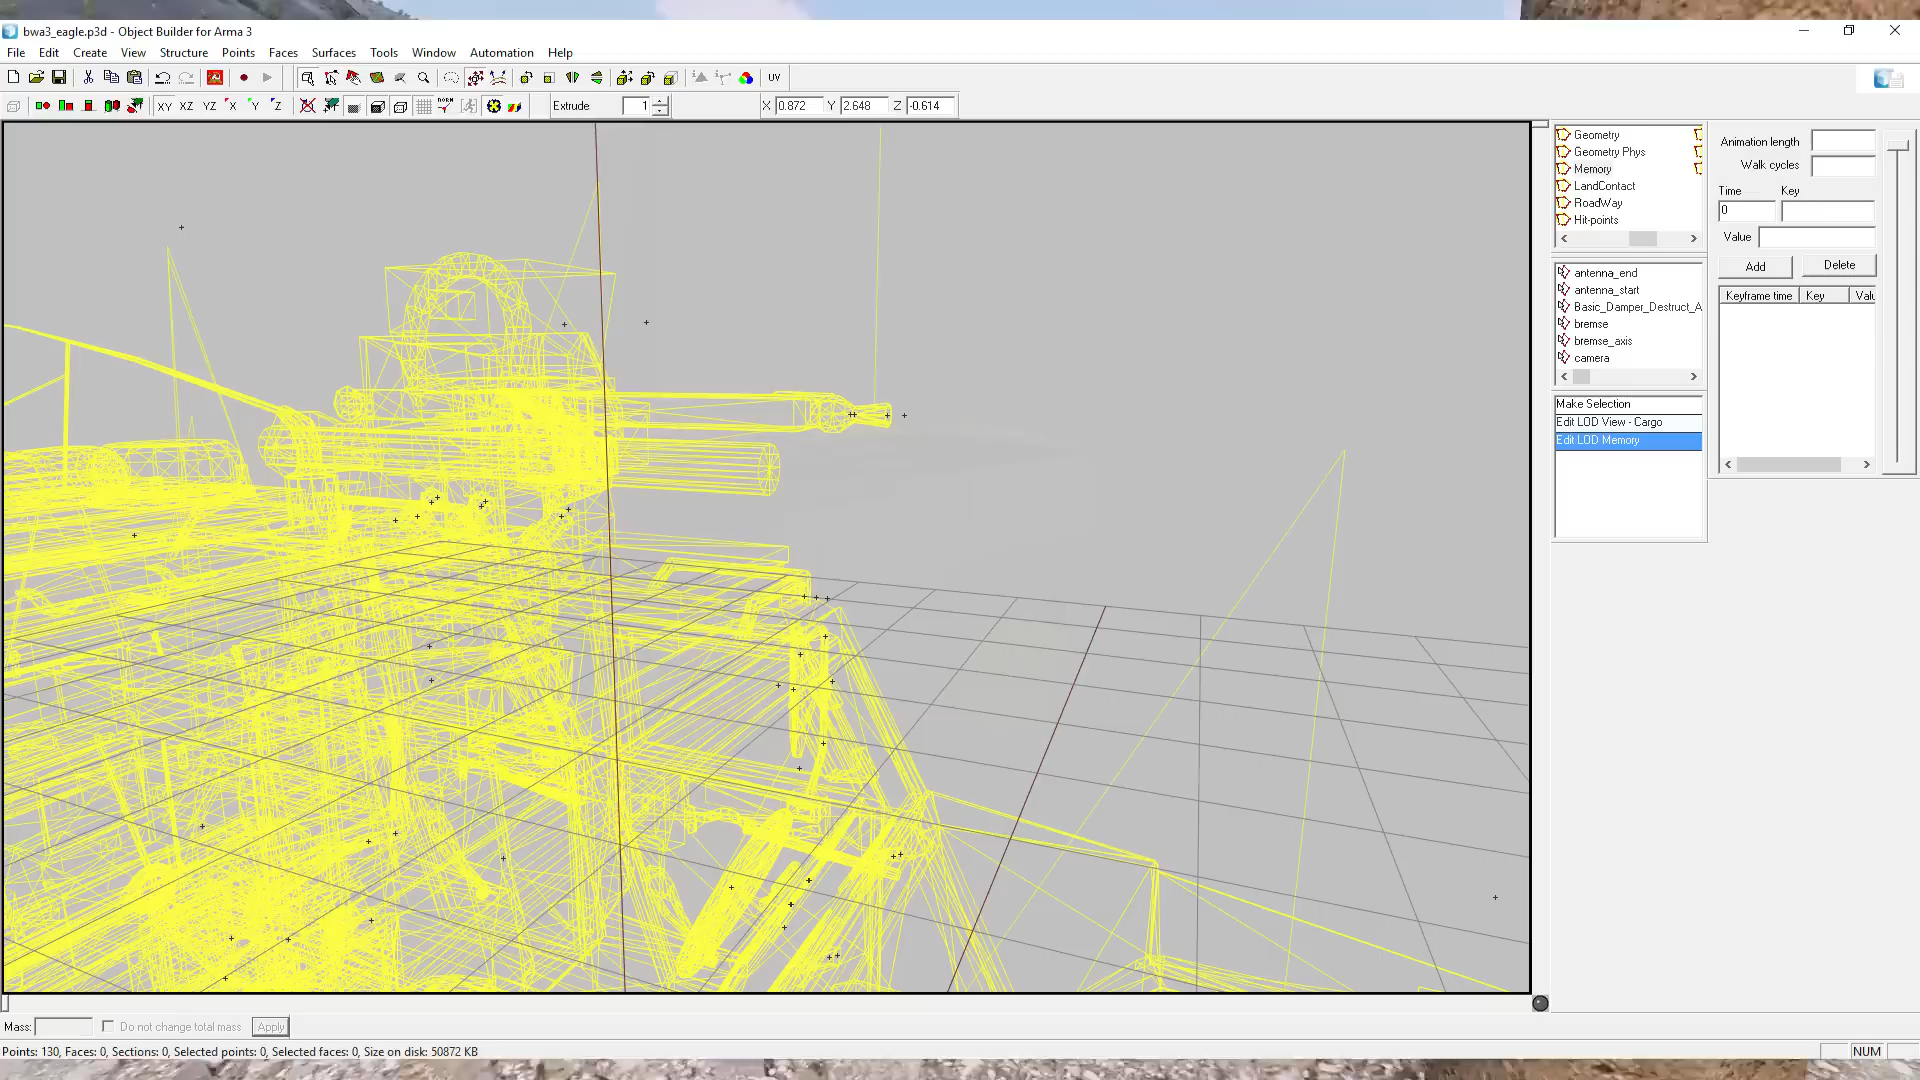 bwa3_eagle.p3d - Object Builder for Arma 3
File Edit Create View Structure Points Faces Surfaces Tools Window Automation Help
UV
XY XZ YZ X Y Z NORM Extrude 1 X 0.872 Y 2.648 Z -0.614
Geometry
Geometry Phys
Memory
LandContact
RoadWay
Hit-points
antenna_end
antenna_start
Basic_Damper_Destruct_A
bremse
bremse_axis
camera
Make Selection
Edit LOD View - Cargo
Edit LOD Memory
Animation length
Walk cycles
Time Key
0
Value
Add Delete
Keyframe time Key Valu
Mass: Do not change total mass Apply
Points: 130, Faces: 0, Sections: 0, Selected points: 0, Selected faces: 0, Size on disk: 50872 KB
NUM